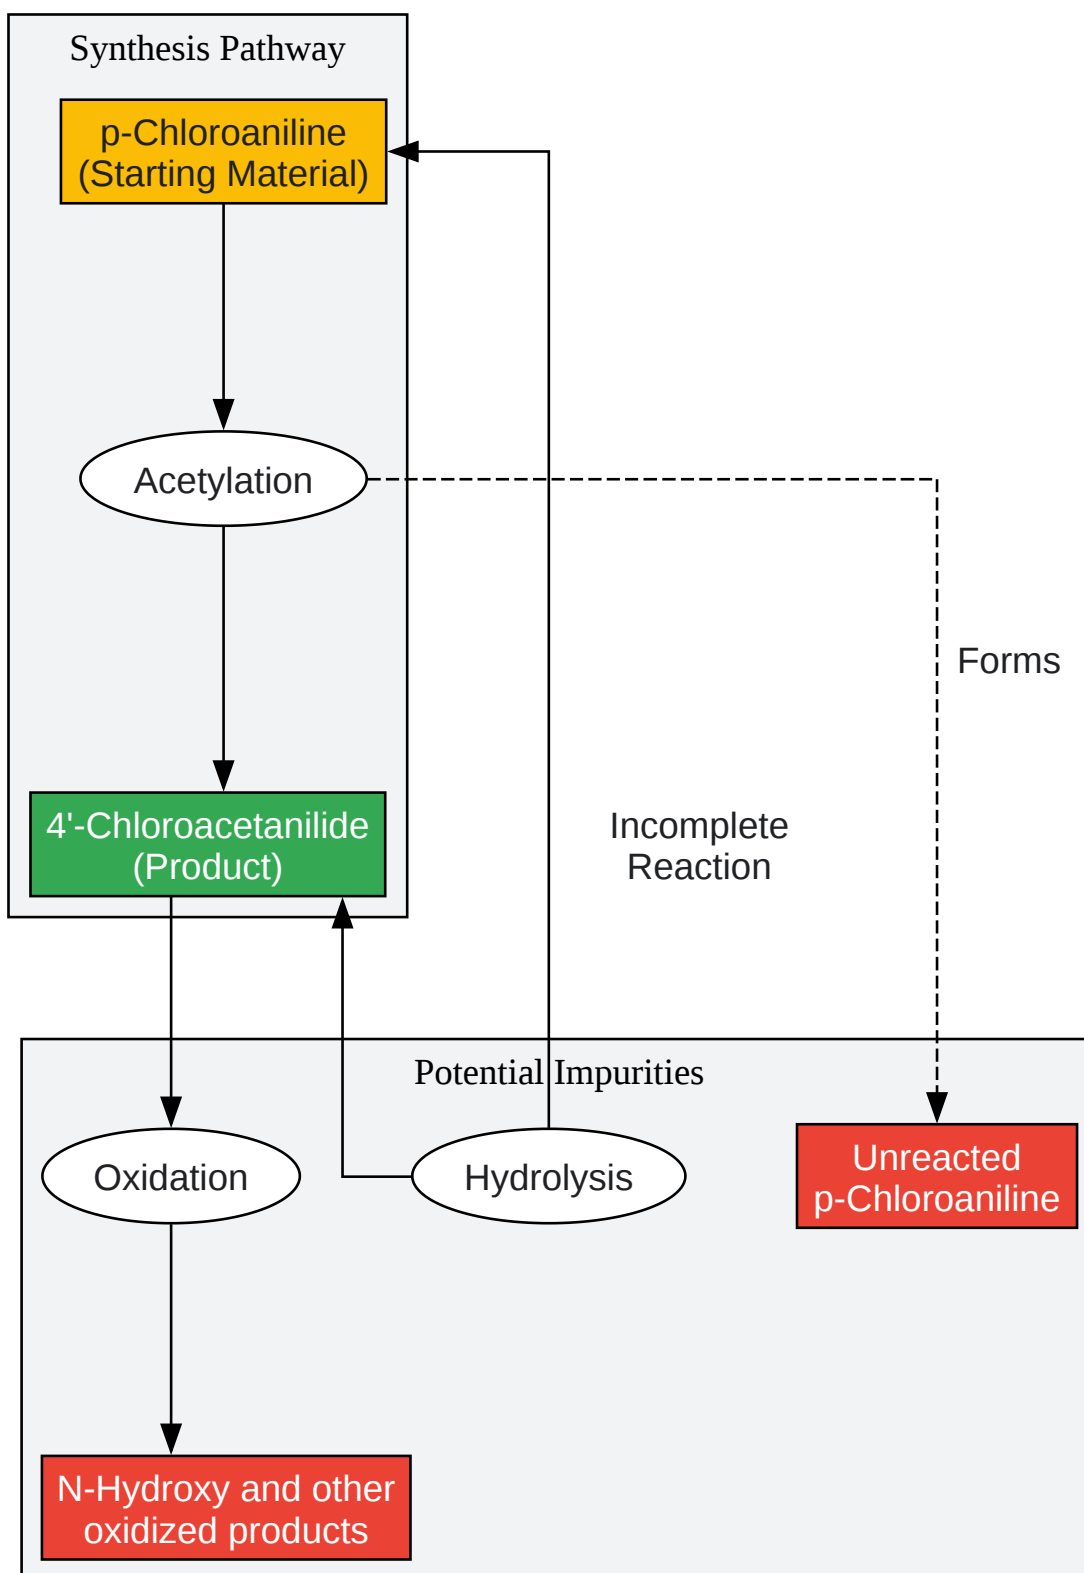 Synthesis Pathway
p-Chloroaniline
(Starting Material)
Acetylation
Forms
4'-Chloroacetanilide
(Product)
Incomplete
Reaction
Potential Impurities
Oxidation
Hydrolysis
Unreacted
p-Chloroaniline
N-Hydroxy and other
oxidized products